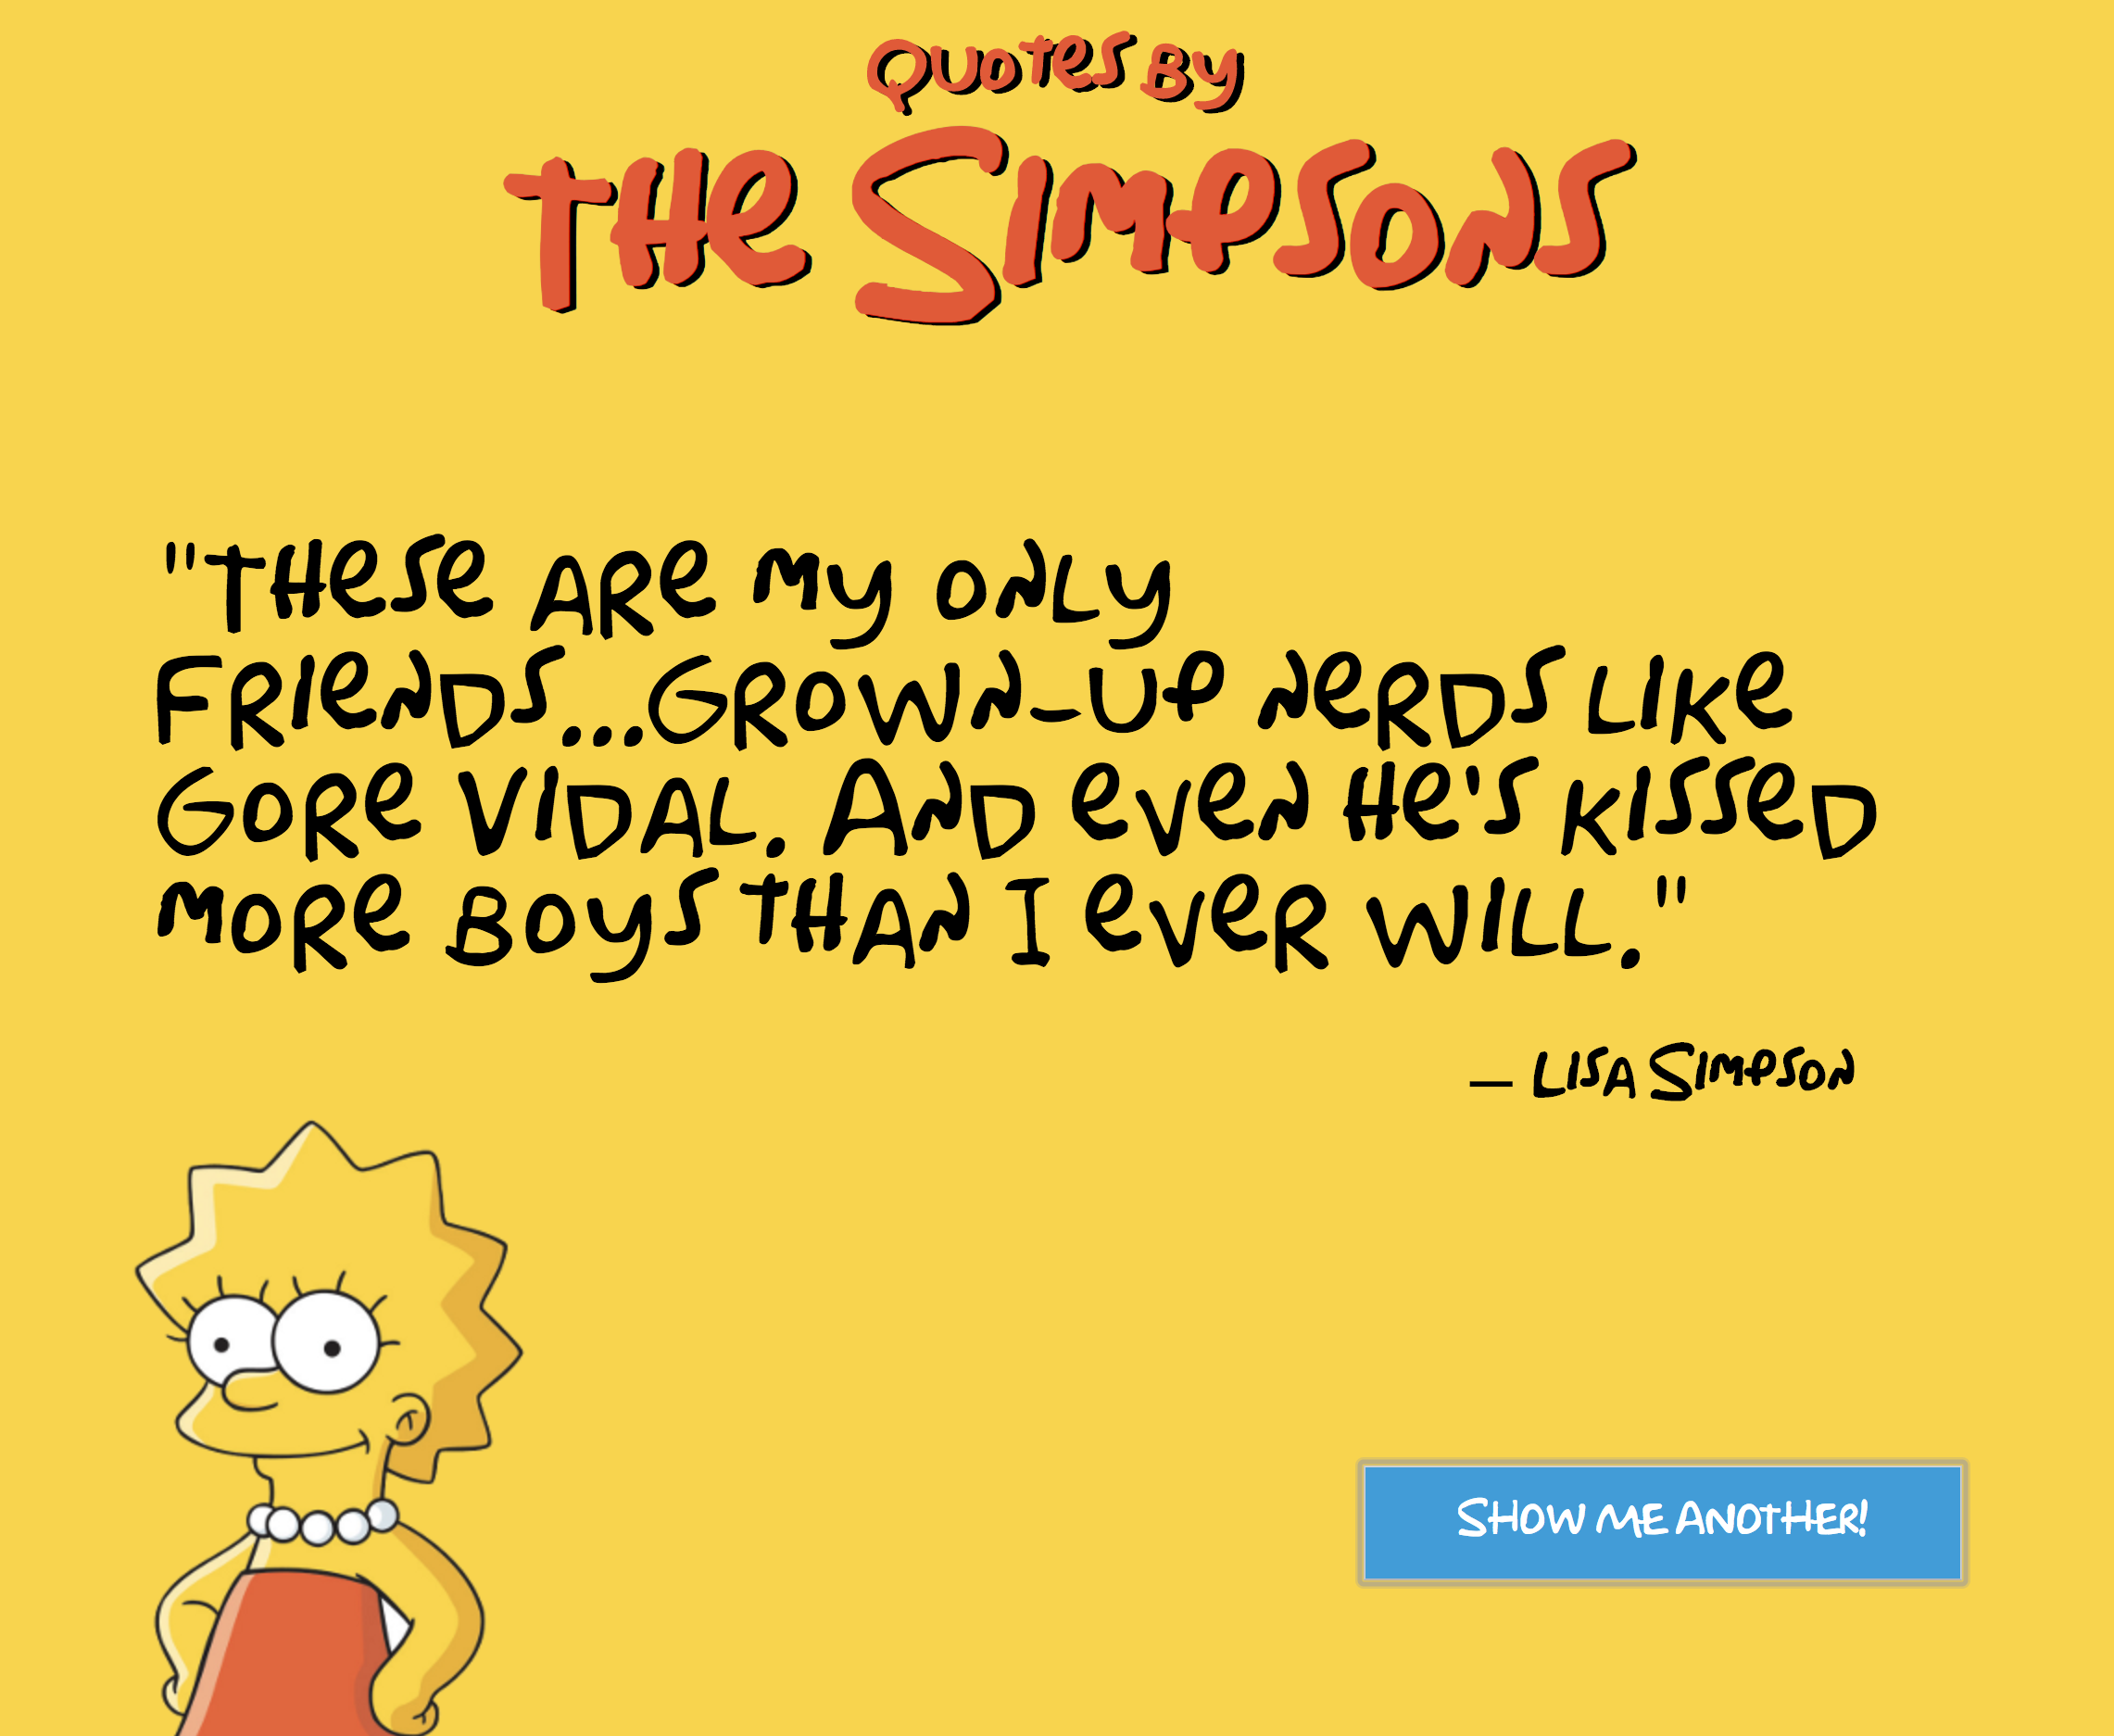 Quotes by
The Simpsons
"These are my only
friends...grown-up nerds like
Gore Vidal. And even he's kissed
more boys than I ever will."
— Lisa Simpson
Show me another!